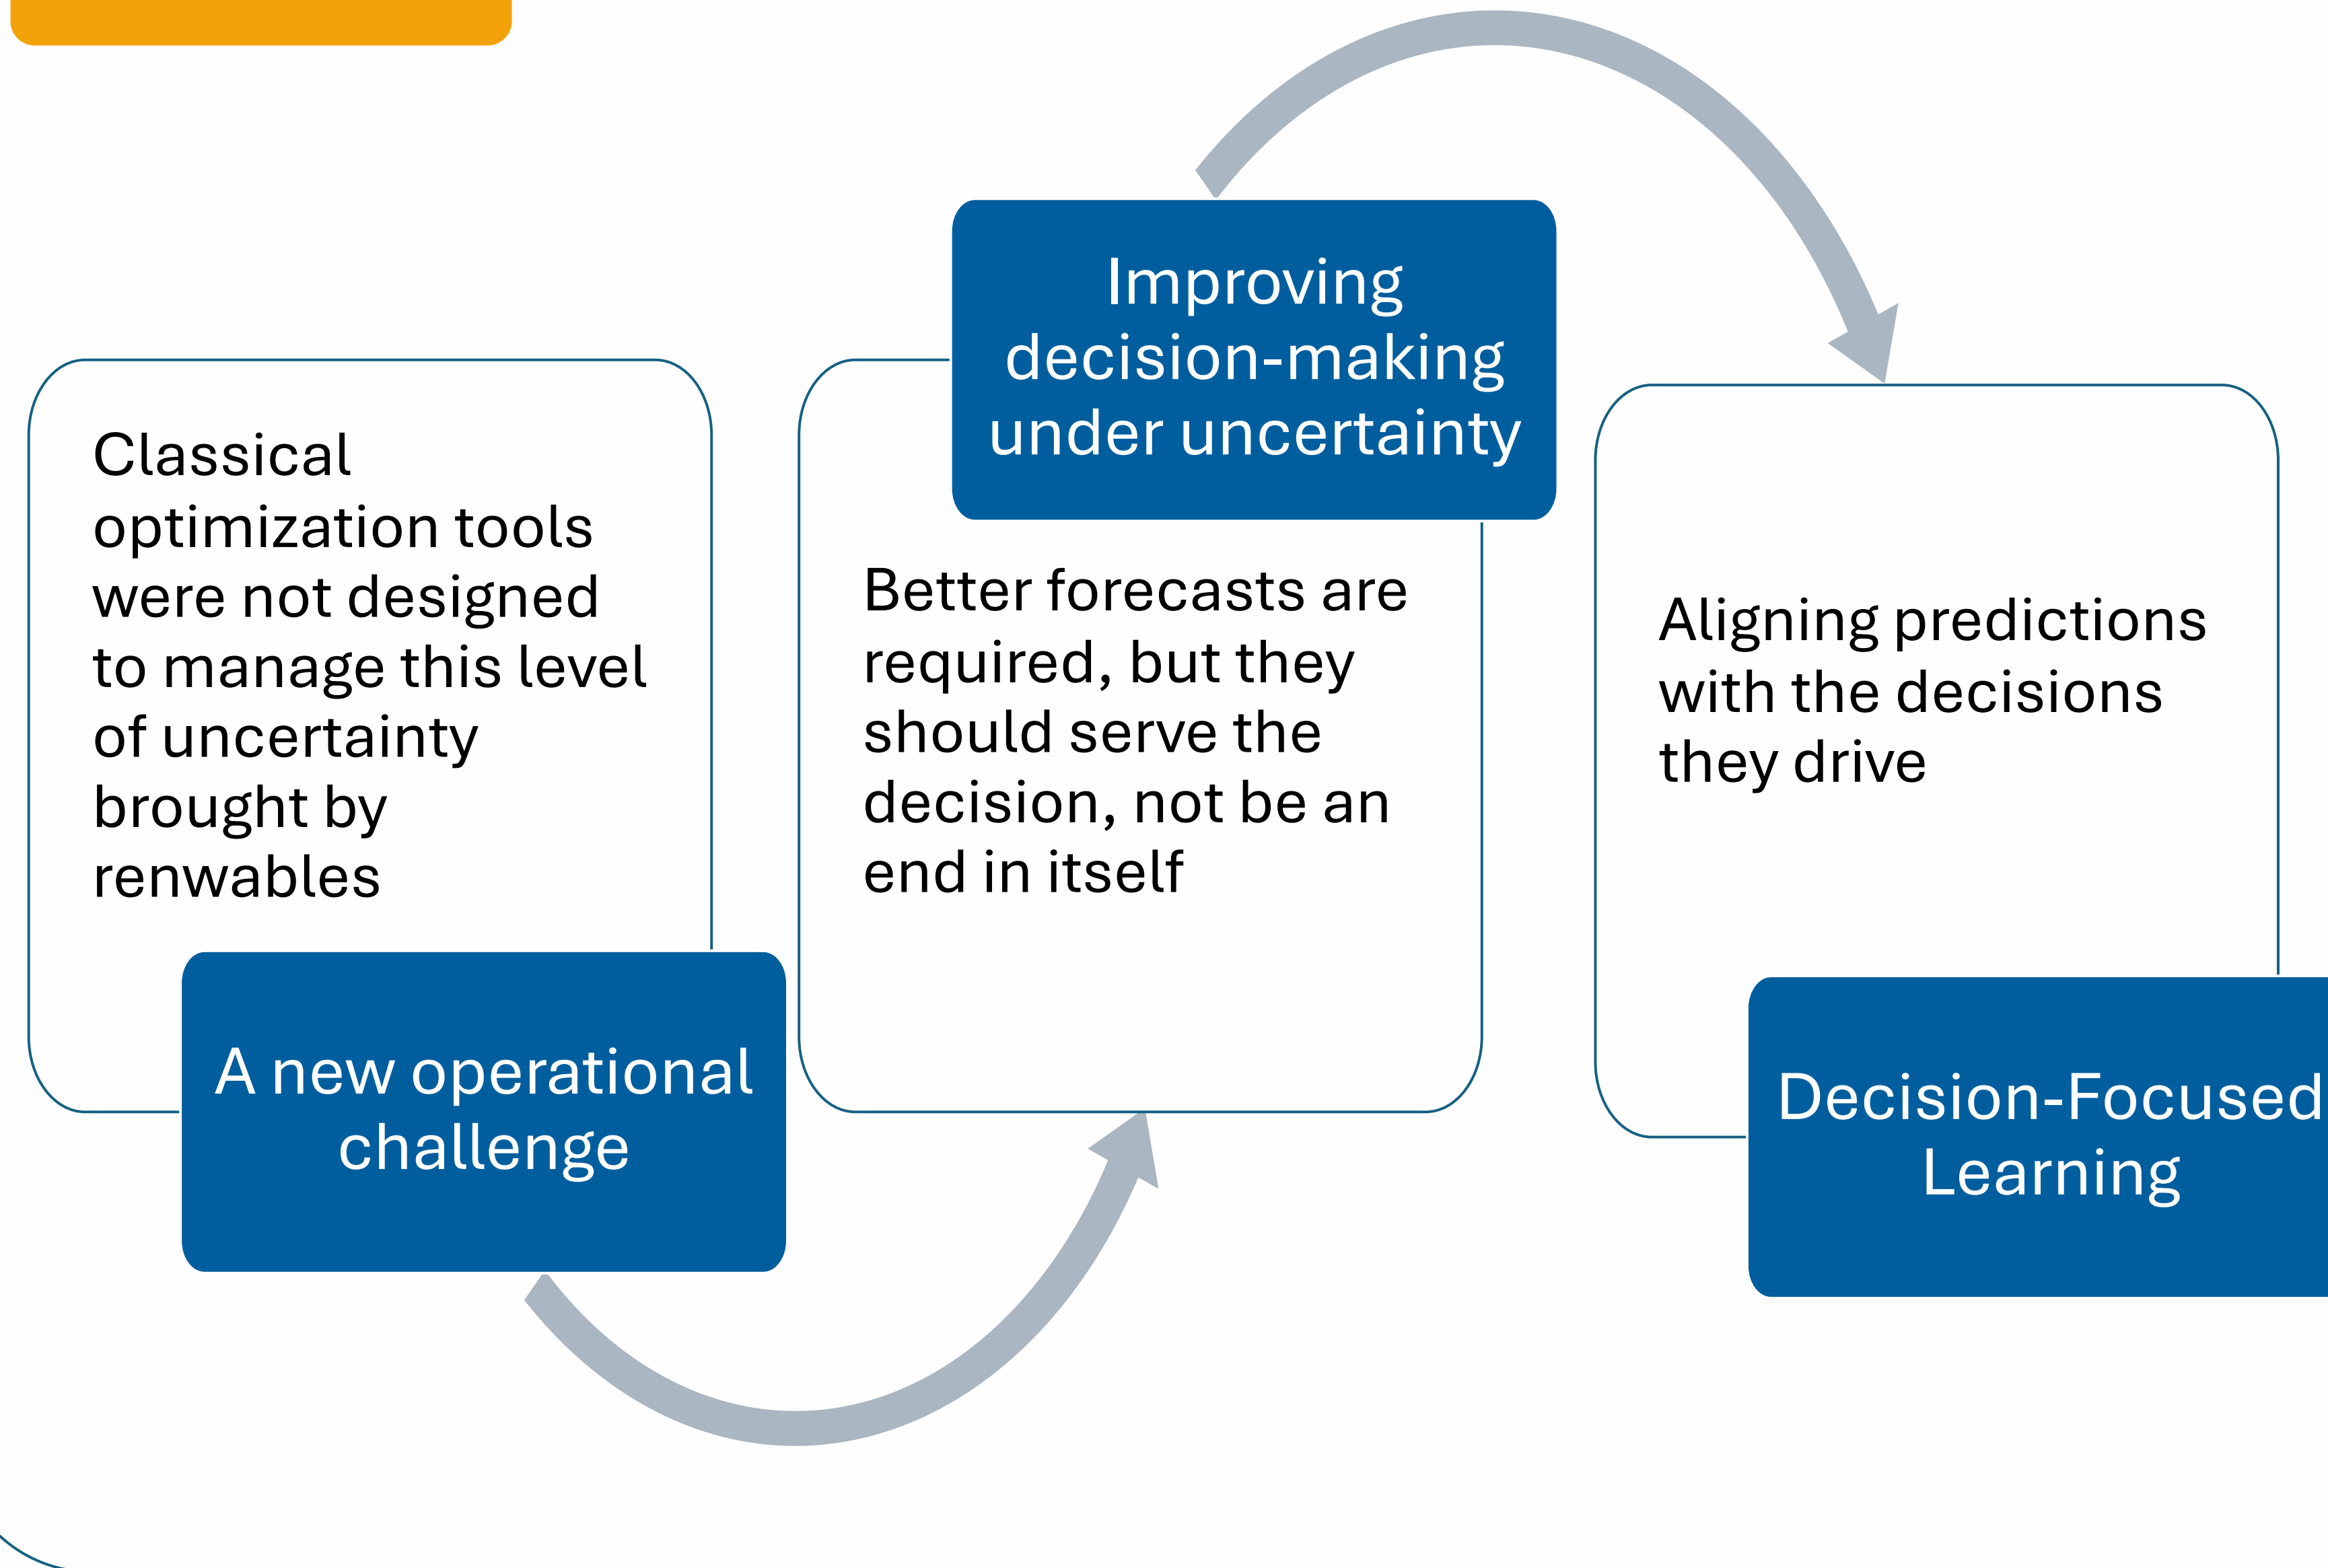 Classical
optimization tools
were not designed
to manage this level
of uncertainty
brought by
renwables
A new operational
challenge
Improving
decision-making
under uncertainty
Better forecasts are
required, but they
should serve the
decision, not be an
end in itself
Aligning predictions
with the decisions
they drive
Decision-Focused
Learning